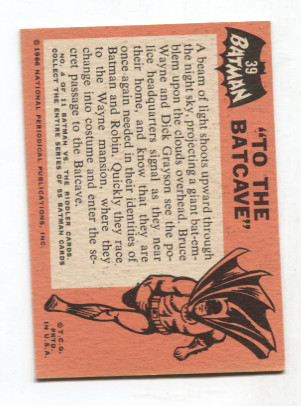 39
BATMAN
"TO THE
BATCAVE"
A beam of light shoots upward through
the night sky, projecting a giant bat-em-
blem upon the clouds overhead. Bruce
Wayne and Dick Grayson see the po-
lice headquarters signal as they near
their home, and know that they are
once again needed in their identities of
Batman and Robin. Quickly they race
to the Wayne mansion, where they
change into costume and enter the se-
cret passage to the Batcave.
NO. 4 OF 11 BATMAN VS. THE RIDDLER CARDS.
COLLECT THE ENTIRE SERIES OF 55 BATMAN CARDS
©1966 NATIONAL PERIODICAL PUBLICATIONS, INC.
©T.C.G.
PRTD.
IN U.S.A.